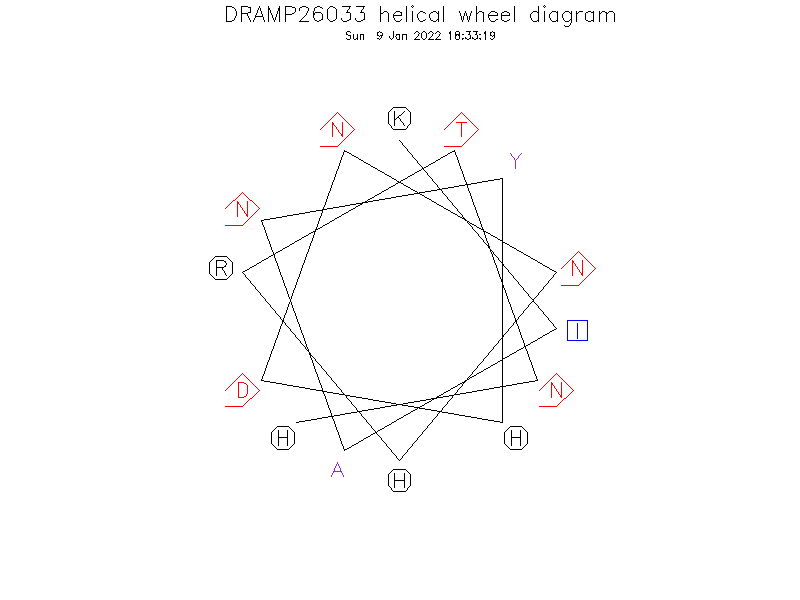 DRAMP26033 helical wheel diagram
Sun 9 Jan 2022 18:33:19
N K T
Y
N
R N
I
D N
H H
A H